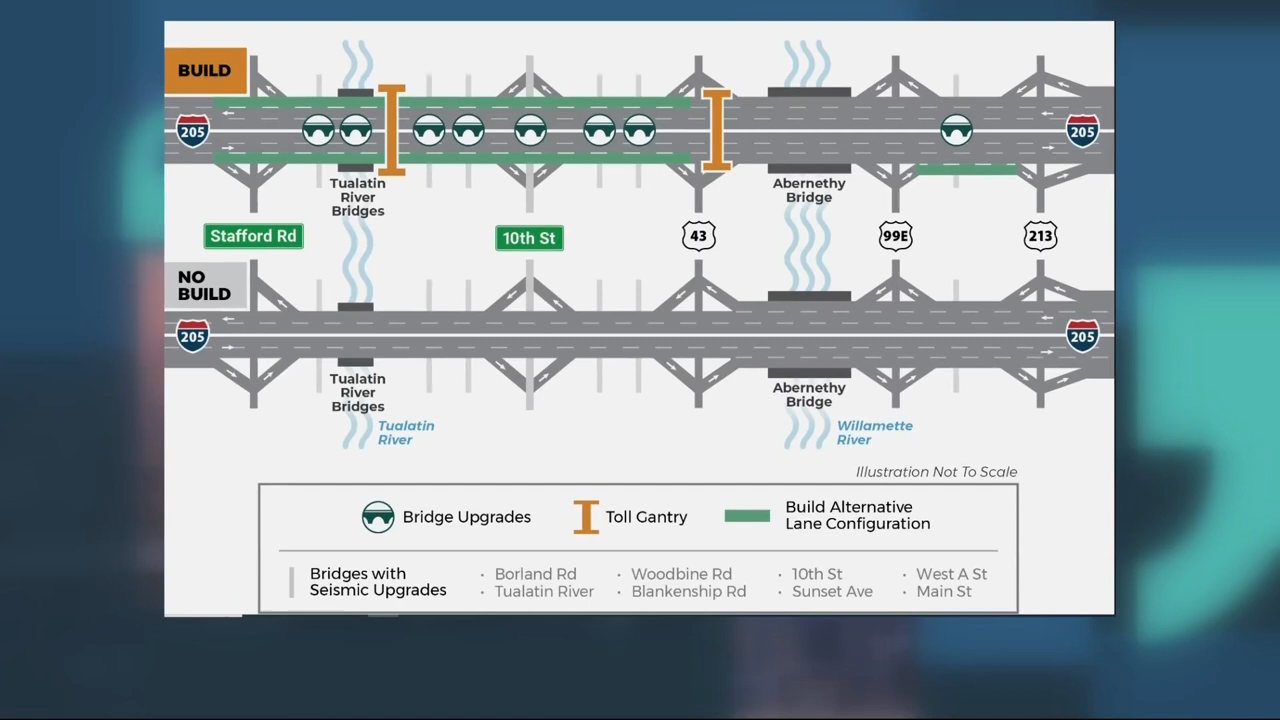 BUILD
205
205
Tualatin
River
Bridges
Abernethy
Bridge
Stafford Rd
10th St
43
99E
213
NO
BUILD
205
205
Tualatin
River
Bridges
Abernethy
Bridge
Tualatin
River
Willamette
River
Illustration Not To Scale
Bridge Upgrades
Toll Gantry
Build Alternative
Lane Configuration
Bridges with
Seismic Upgrades
· Borland Rd
· Tualatin River
· Woodbine Rd
· Blankenship Rd
· 10th St
· Sunset Ave
· West A St
· Main St